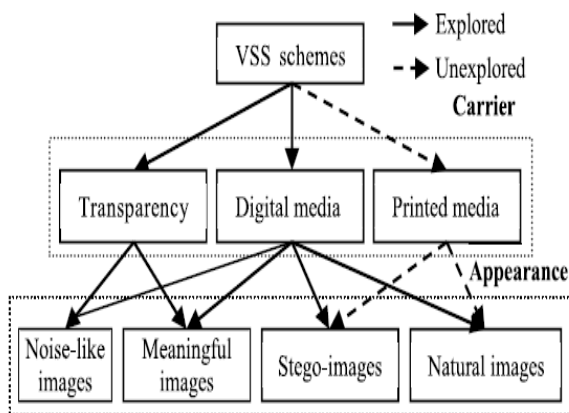 VSS schemes
Explored
Unexplored
Carrier
Transparency
Digital media
Printed media
Appearance
Noise-like
images
Meaningful
images
Stego-images
Natural images